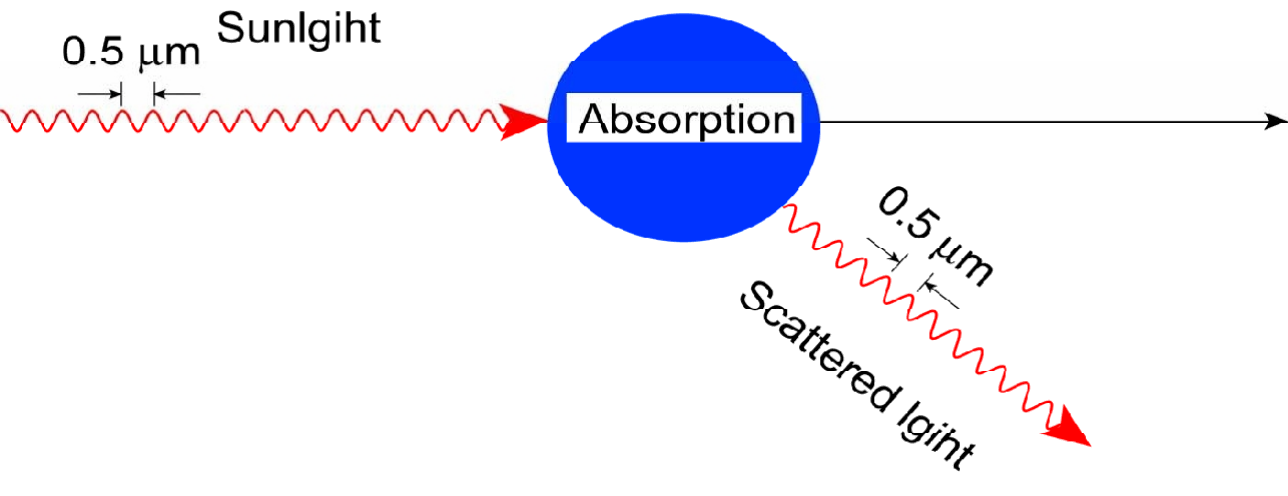 Sunlgiht
0.5 μm
Absorption
0.5 μm
Scattered lgiht